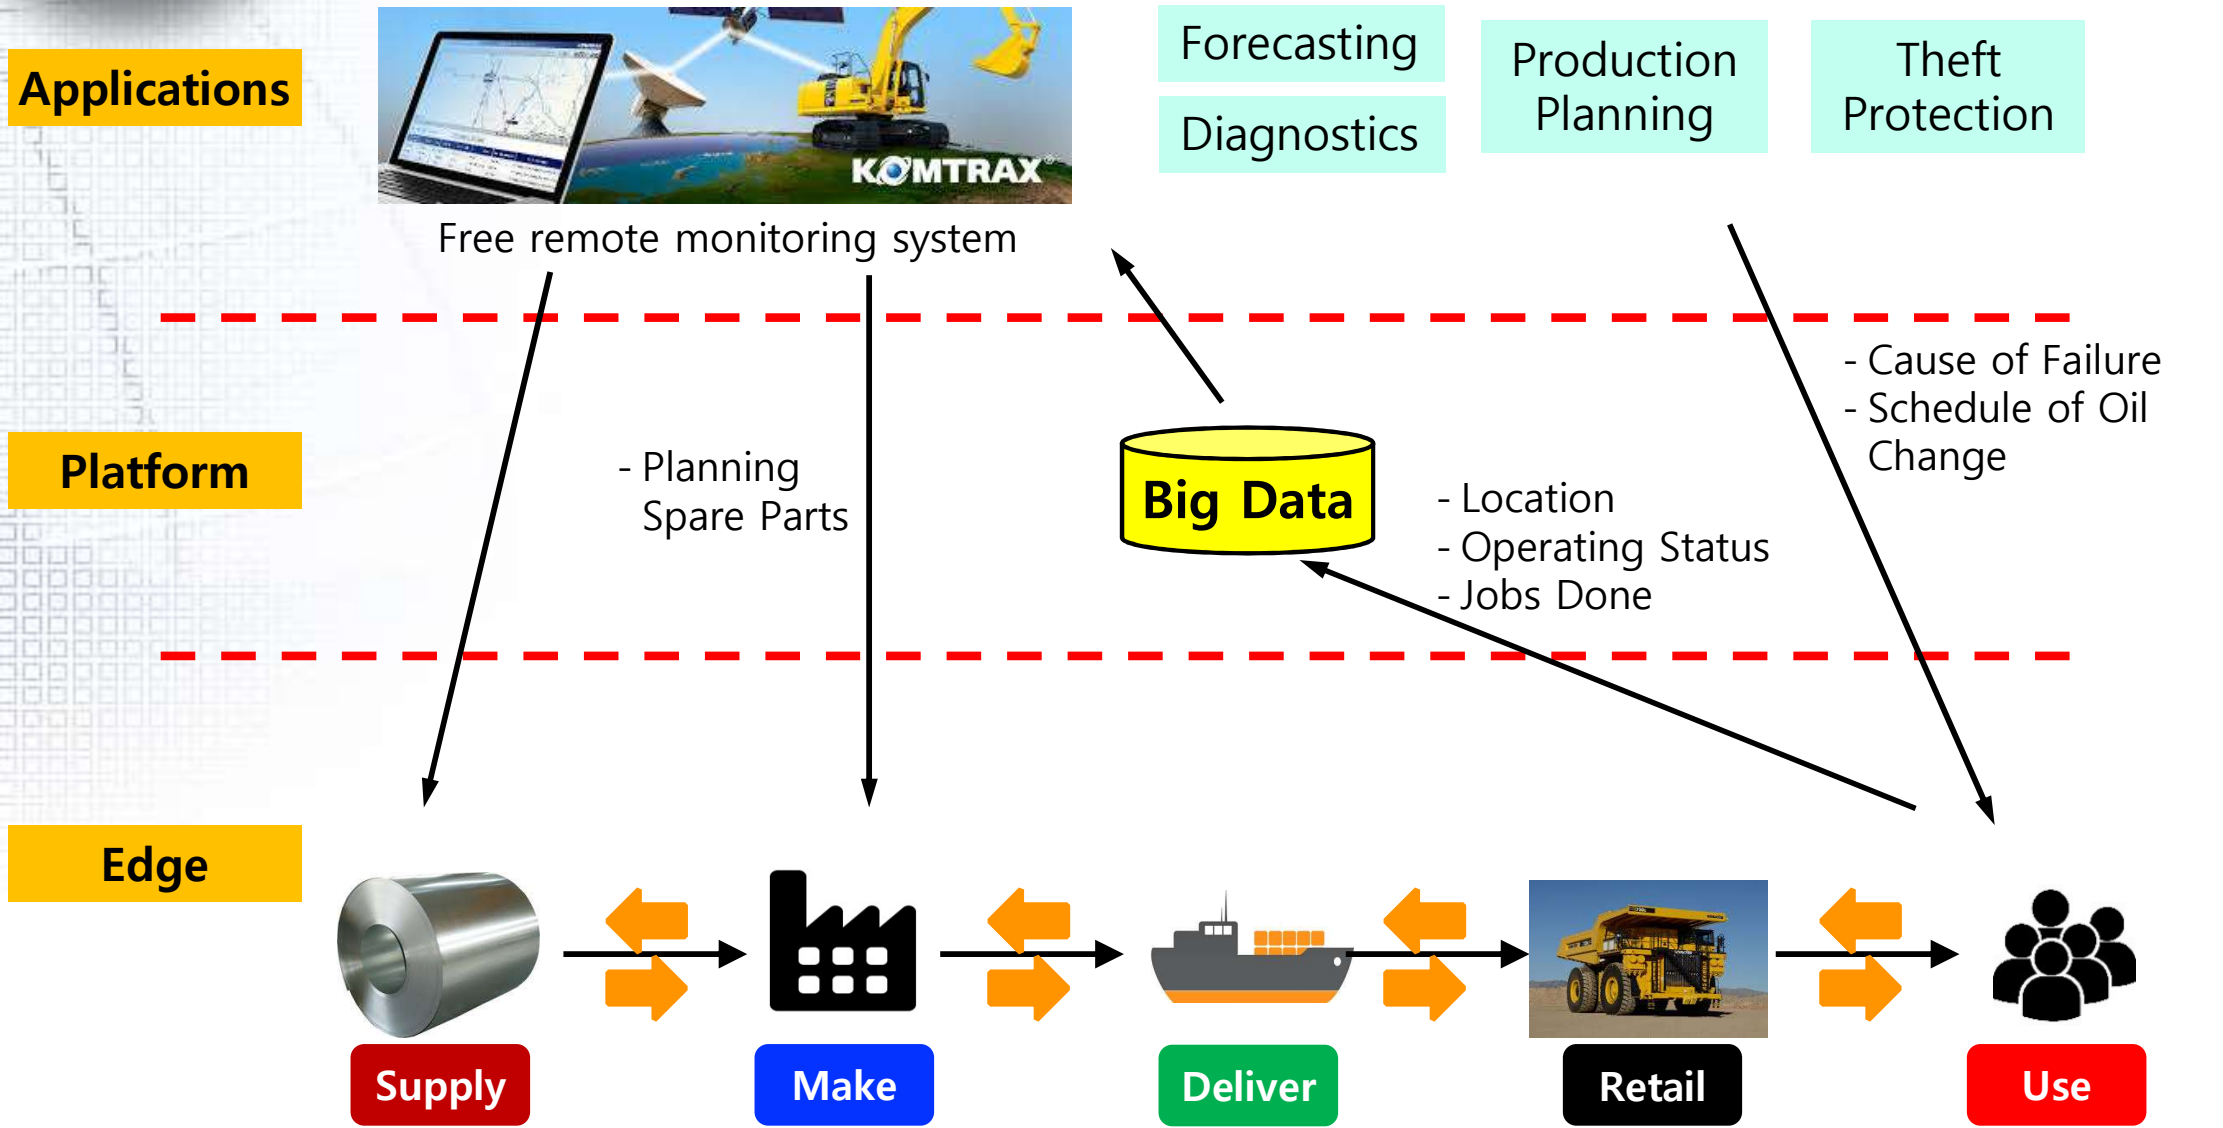 Applications
KOMTRAX
Free remote monitoring system
Forecasting
Diagnostics
Production
Planning
Theft
Protection
Platform
- Planning
Spare Parts
Big Data
- Location
- Operating Status
- Jobs Done
- Cause of Failure
- Schedule of Oil
Change
Edge
Supply
Make
Deliver
Retail
Use